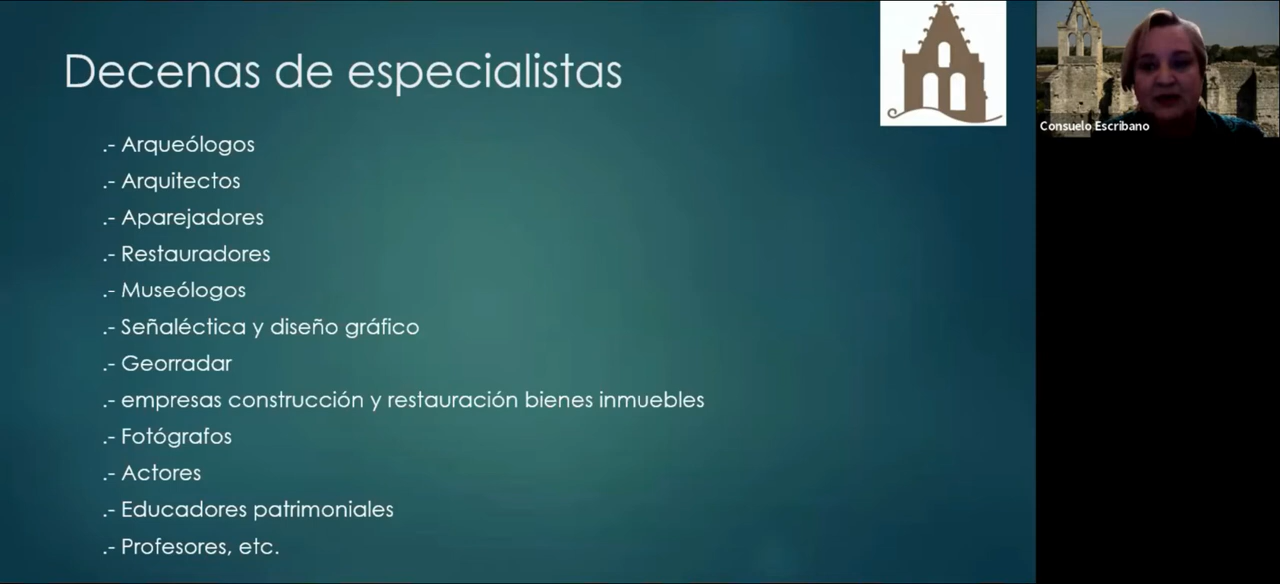 Decenas de especialistas
.- Arqueólogos
.- Arquitectos
.- Aparejadores
.- Restauradores
.- Museólogos
.- Señaléctica y diseño gráfico
.- Georradar
.- empresas construcción y restauración bienes inmuebles
.- Fotógrafos
.- Actores
.- Educadores patrimoniales
.- Profesores, etc.
Consuelo Escribano